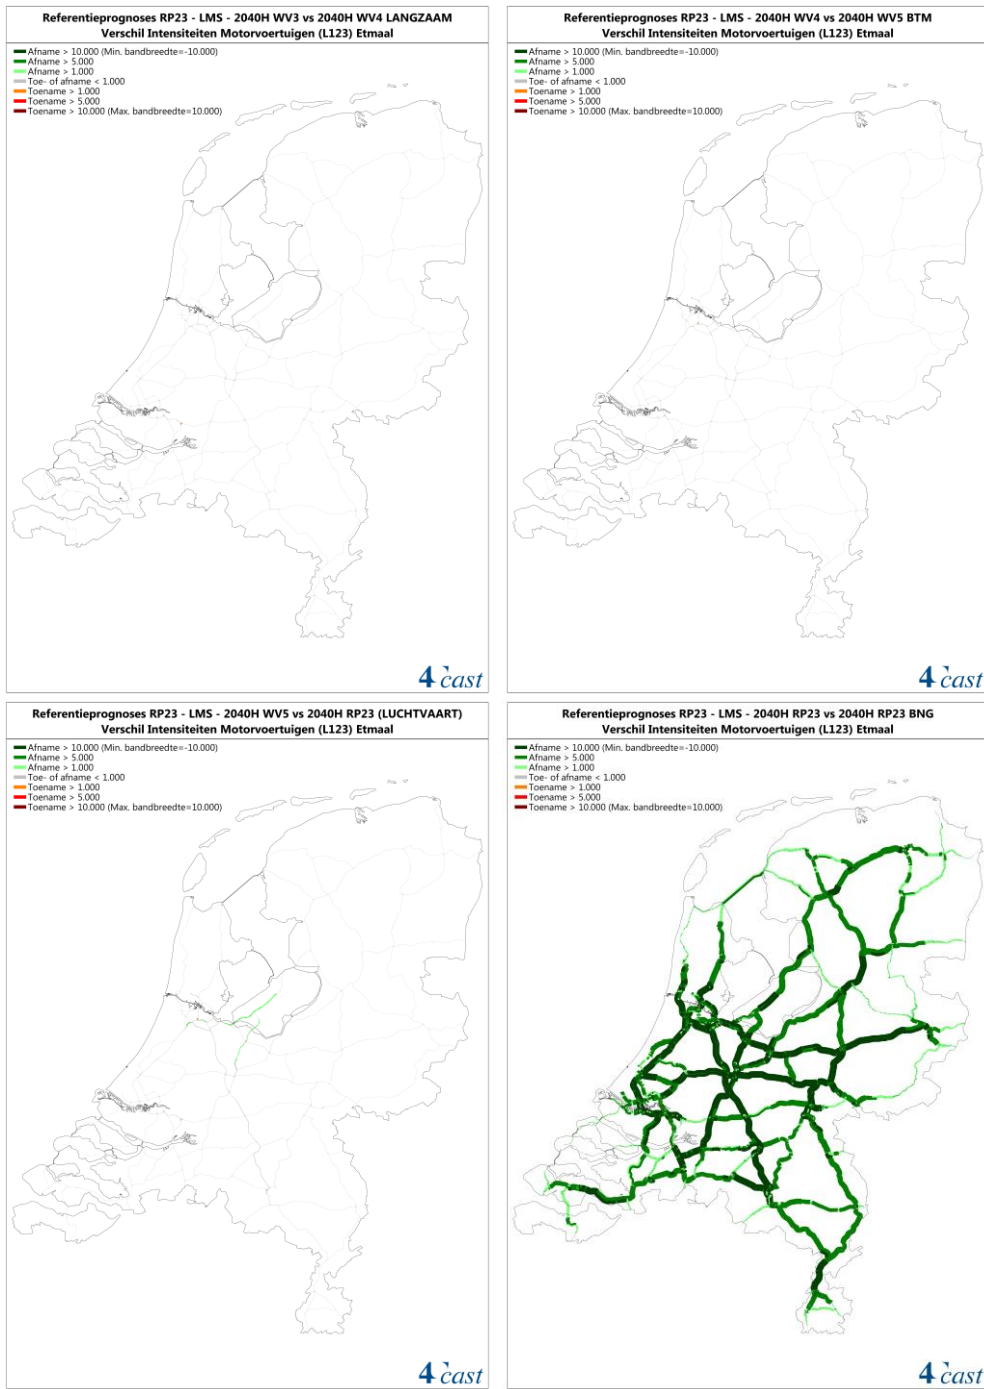 Referentieprognoses RP23 - LMS - 2040H WV3 vs 2040H WV4 LANGZAAM
Verschil Intensiteiten Motorvoertuigen (L123) Etmaal
Afname > 10.000 (Min. bandbreedte=-10.000)
Afname > 5.000
Afname > 1.000
Toe- of afname < 1.000
Toename > 1.000
Toename > 5.000
Toename > 10.000 (Max. bandbreedte=10.000)
4cast
Referentieprognoses RP23 - LMS - 2040H WV4 vs 2040H WV5 BTM
Verschil Intensiteiten Motorvoertuigen (L123) Etmaal
Afname > 10.000 (Min. bandbreedte=-10.000)
Afname > 5.000
Afname > 1.000
Toe- of afname < 1.000
Toename > 1.000
Toename > 5.000
Toename > 10.000 (Max. bandbreedte=10.000)
4cast
Referentieprognoses RP23 - LMS - 2040H WV5 vs 2040H RP23 (LUCHTVAART)
Verschil Intensiteiten Motorvoertuigen (L123) Etmaal
Afname > 10.000 (Min. bandbreedte=-10.000)
Afname > 5.000
Afname > 1.000
Toe- of afname < 1.000
Toename > 1.000
Toename > 5.000
Toename > 10.000 (Max. bandbreedte=10.000)
4cast
Referentieprognoses RP23 - LMS - 2040H RP23 vs 2040H RP23 BNG
Verschil Intensiteiten Motorvoertuigen (L123) Etmaal
Afname > 10.000 (Min. bandbreedte=-10.000)
Afname > 5.000
Afname > 1.000
Toe- of afname < 1.000
Toename > 1.000
Toename > 5.000
Toename > 10.000 (Max. bandbreedte=10.000)
4cast